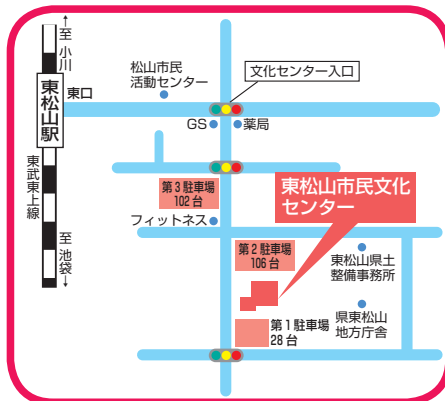 ←至 小川
東松山駅
東口
東武東上線
至 池袋→
松山市民
活動センター
文化センター入口
GS
薬局
第3駐車場
102台
フィットネス
東松山市民文化
センター
第2駐車場
106台
東松山県土
整備事務所
県東松山
地方庁舎
第1駐車場
28台